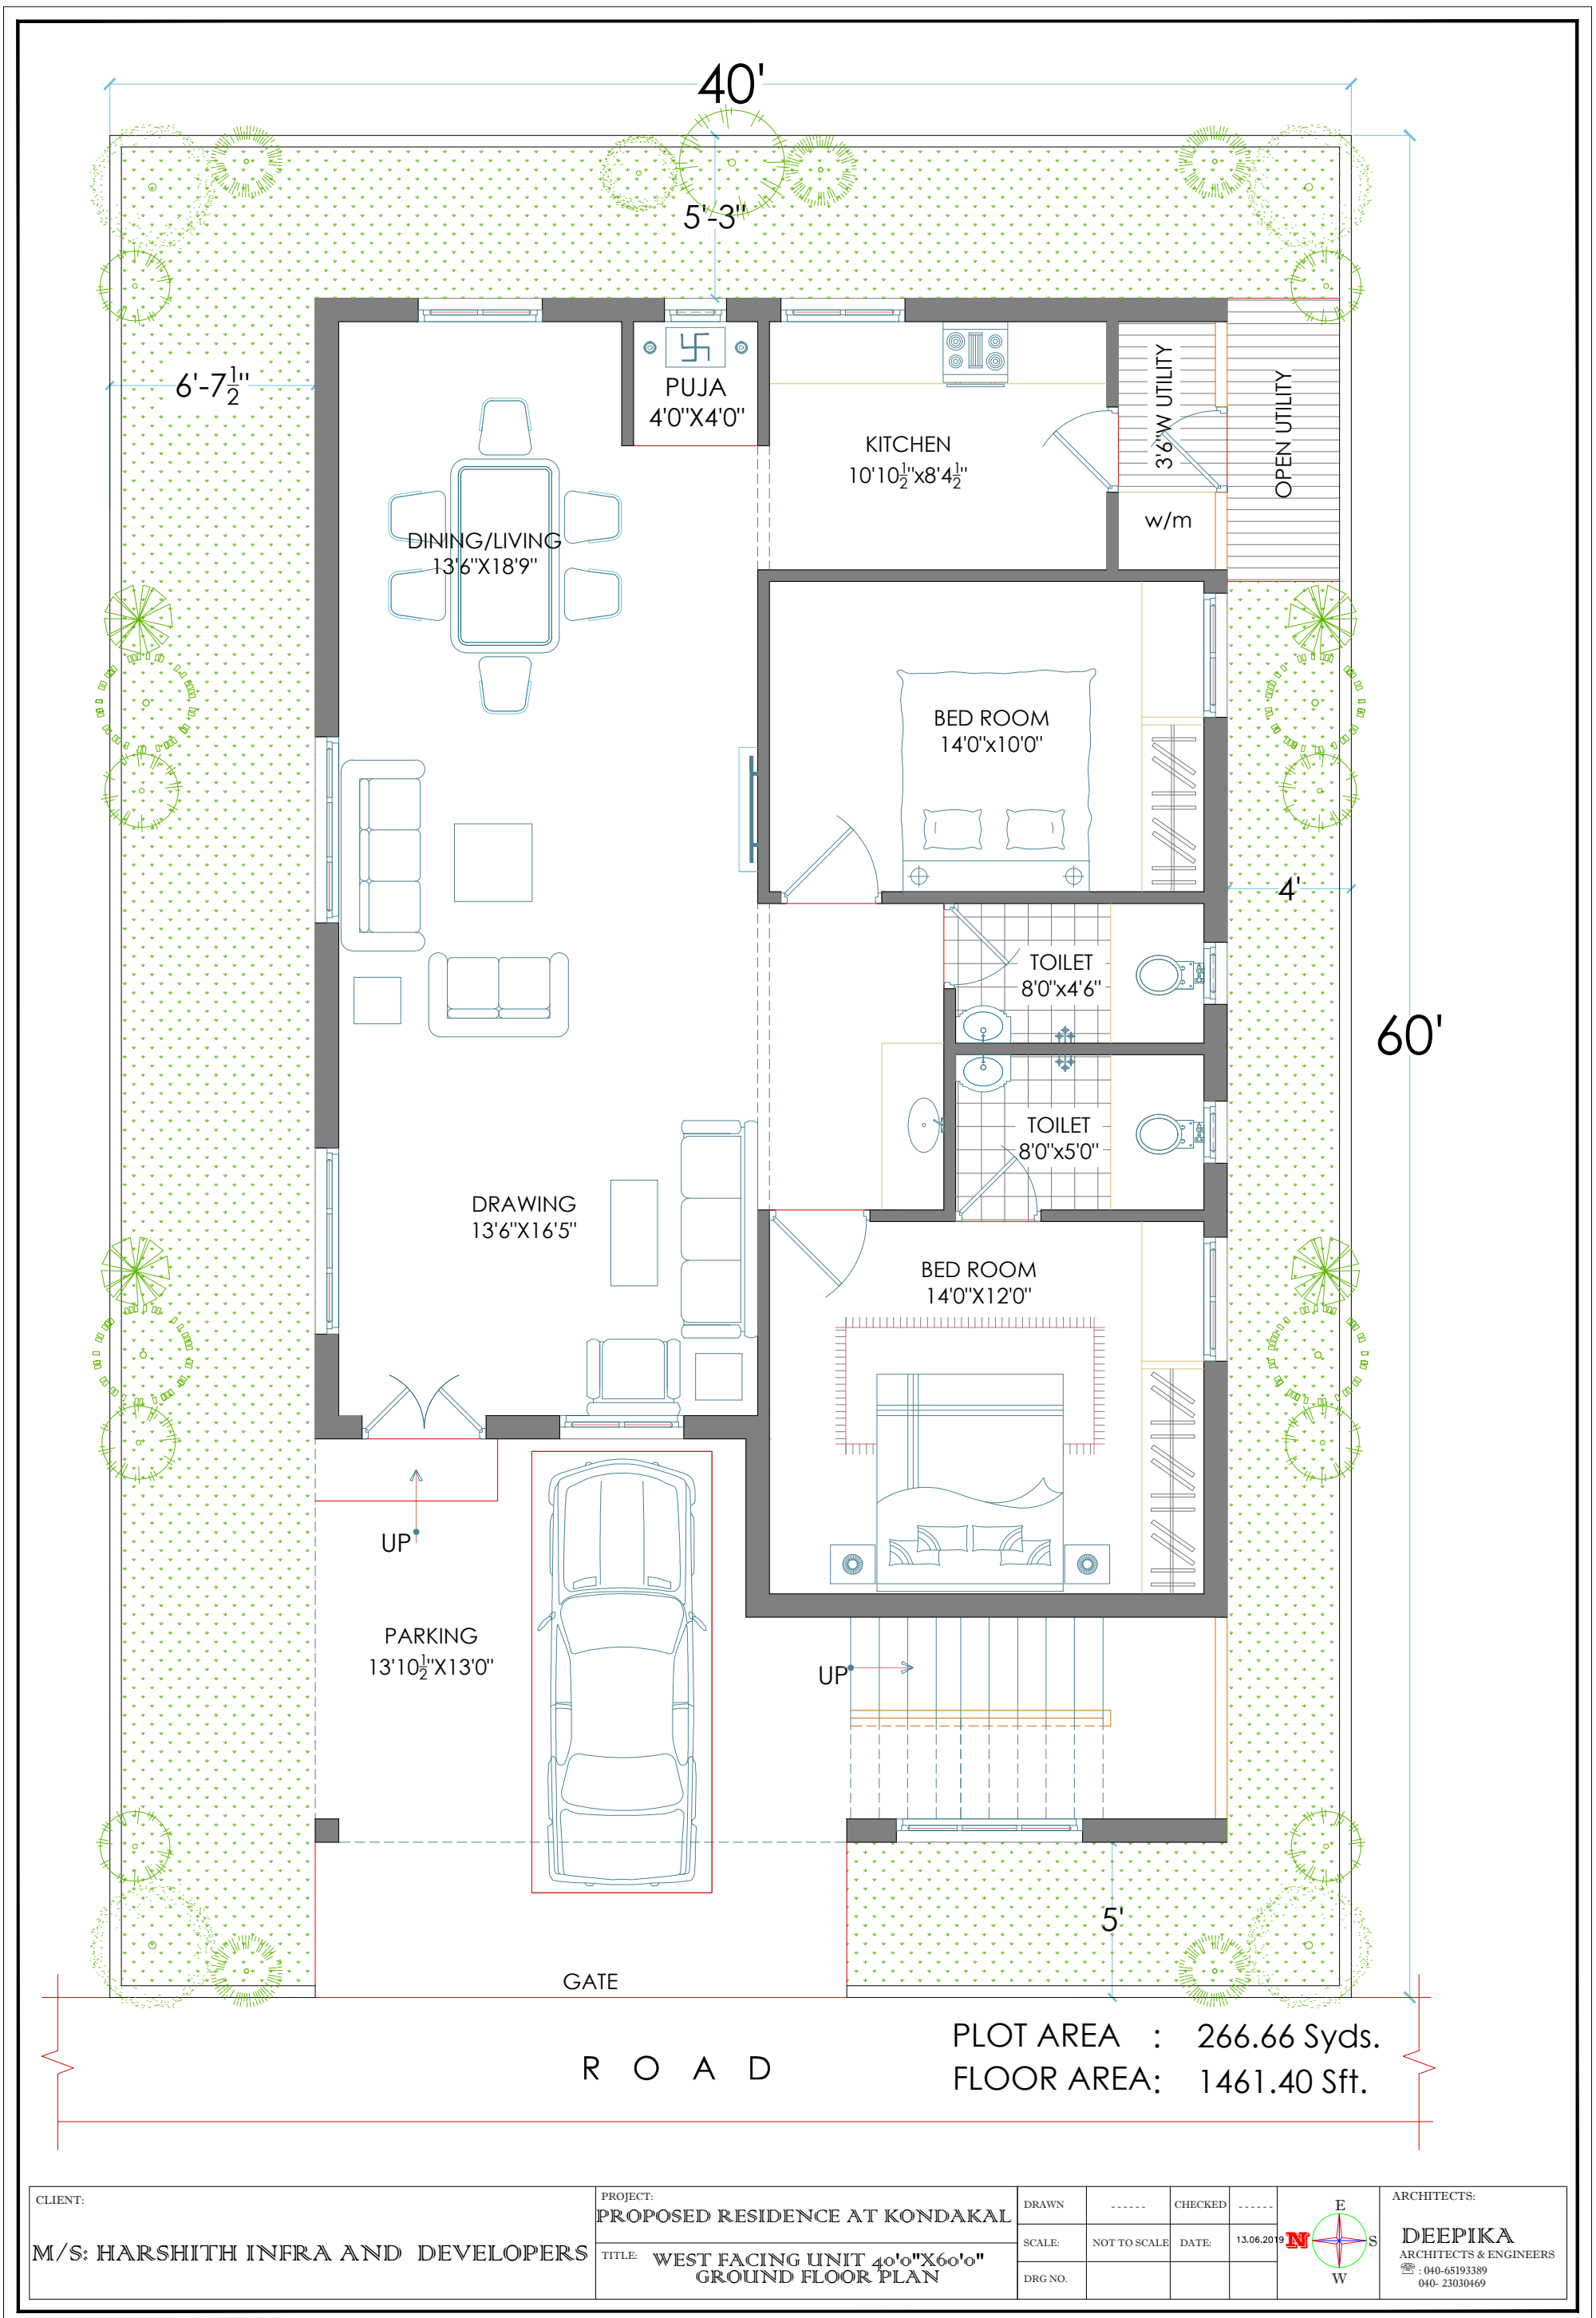 40'
5'-3"
6'-7½"
PUJA
4'0"X4'0"
KITCHEN
10'10½"x8'4½"
3'6"W UTILITY
OPEN UTILITY
w/m
DINING/LIVING
13'6"X18'9"
BED ROOM
14'0"x10'0"
4'
TOILET
8'0"x4'6"
60'
TOILET
8'0"x5'0"
DRAWING
13'6"X16'5"
BED ROOM
14'0"X12'0"
UP
PARKING
13'10½"X13'0"
UP
5'
GATE
ROAD
PLOT AREA : 266.66 Syds.
FLOOR AREA: 1461.40 Sft.
CLIENT:
M/S: HARSHITH INFRA AND DEVELOPERS
PROJECT:
PROPOSED RESIDENCE AT KONDAKAL
TITLE: WEST FACING UNIT 40'0"X60'0"
GROUND FLOOR PLAN
DRAWN ------ CHECKED ------
SCALE: NOT TO SCALE DATE: 13.06.2019
DRG NO.
E
N S
W
ARCHITECTS:
DEEPIKA
ARCHITECTS & ENGINEERS
☏ : 040-65193389
040- 23030469